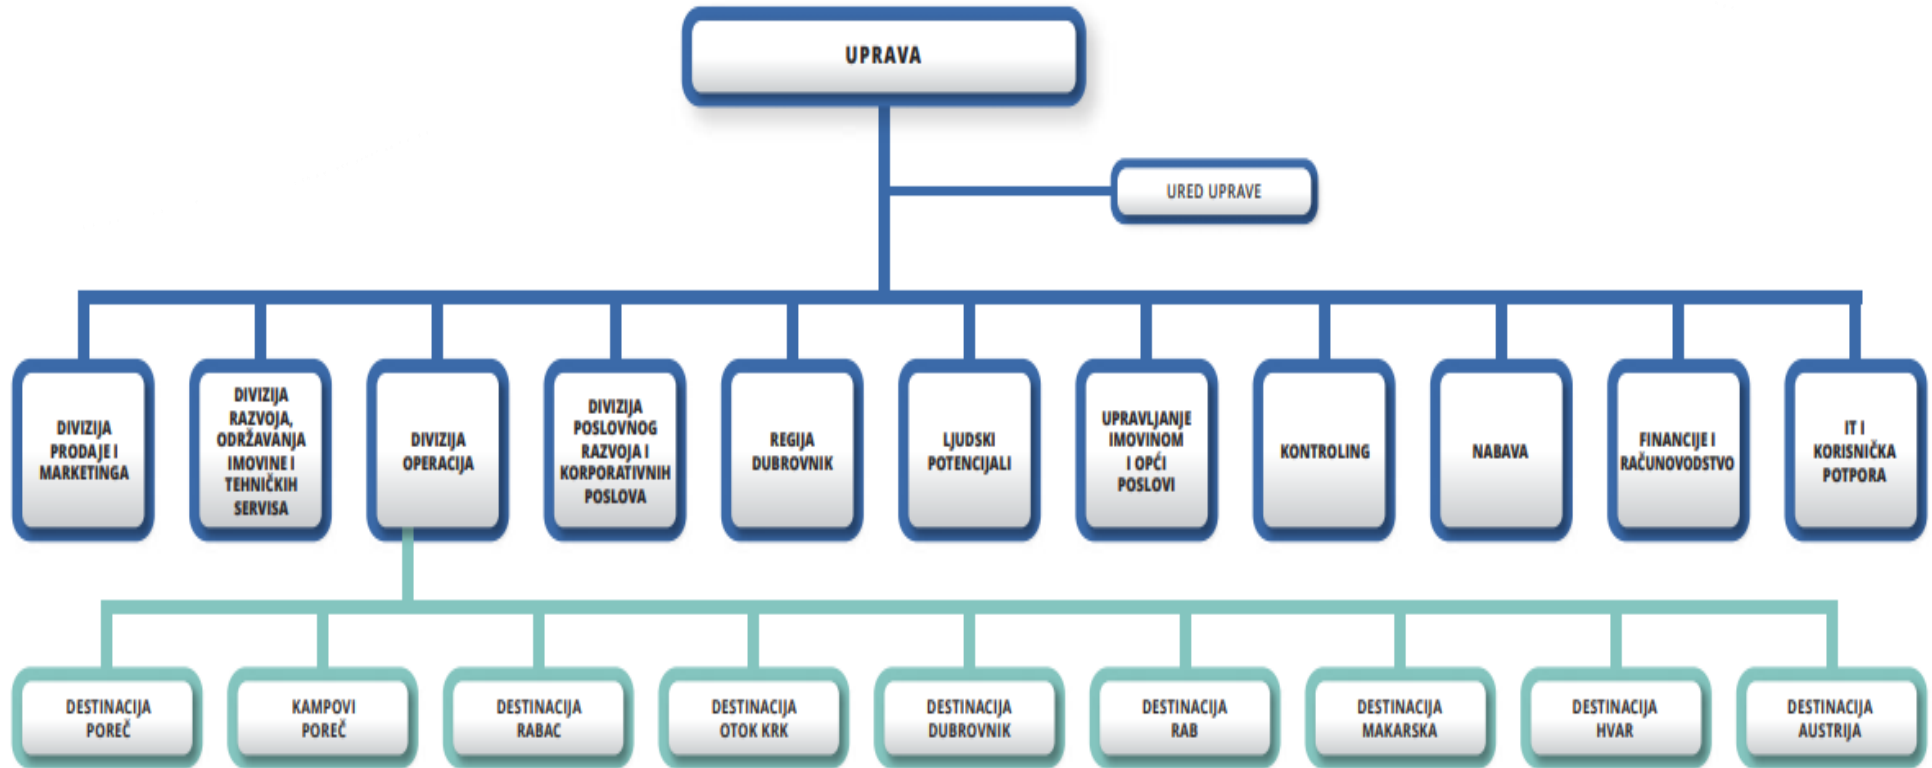 UPRAVA
URED UPRAVE
DIVIZIJA
PRODAJE I
MARKETINGA
DIVIZIJA
RAZVOJA,
ODRŽAVANJA
IMOVINE I
TEHNIČKIH
SERVISA
DIVIZIJA
OPERACIJA
DIVIZIJA
POSLOVNOG
RAZVOJA I
KORPORATIVNIH
POSLOVA
REGIJA
DUBROVNIK
LJUDSKI
POTENCIJALI
UPRAVLJANJE
IMOVINOM
I OPĆI
POSLOVI
KONTROLING
NABAVA
FINANCIJE I
RAČUNOVODSTVO
IT I
KORISNIČKA
POTPORA
DESTINACIJA
POREČ
KAMPOVI
POREČ
DESTINACIJA
RABAC
DESTINACIJA
OTOK KRK
DESTINACIJA
DUBROVNIK
DESTINACIJA
RAB
DESTINACIJA
MAKARSKA
DESTINACIJA
HVAR
DESTINACIJA
AUSTRIJA